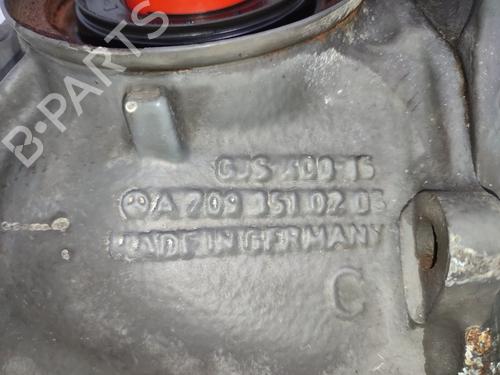 B-PARTS
GJS-400-15
A 209 351 02 05
MADE IN GERMANY
C